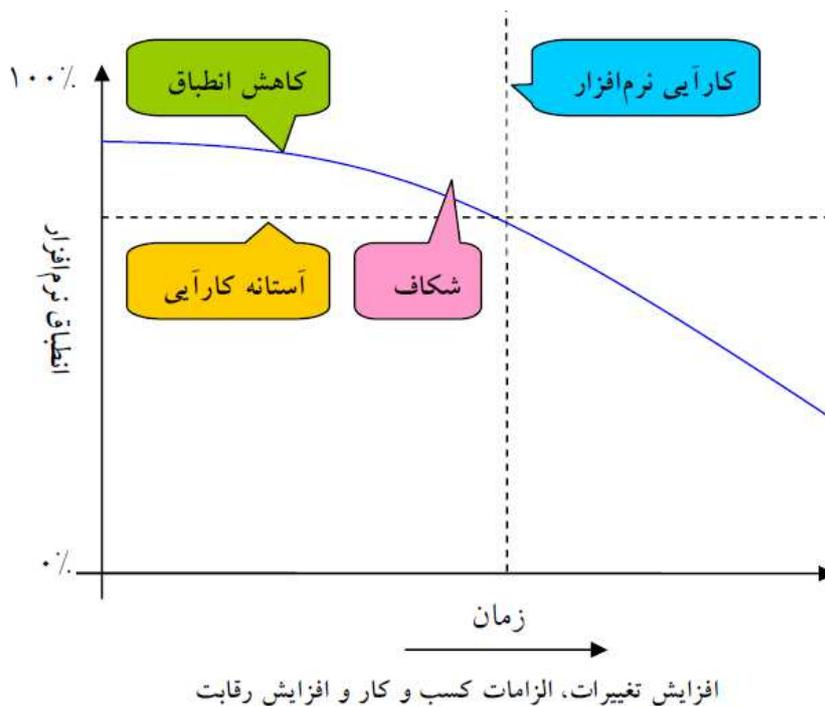 ۱۰۰٪
کاهش انطباق
کارآیی نرم‌افزار
انطباق نرم‌افزار
آستانه کارآیی
شکاف
۰٪
زمان
افزایش تغییرات، الزامات کسب و کار و افزایش رقابت